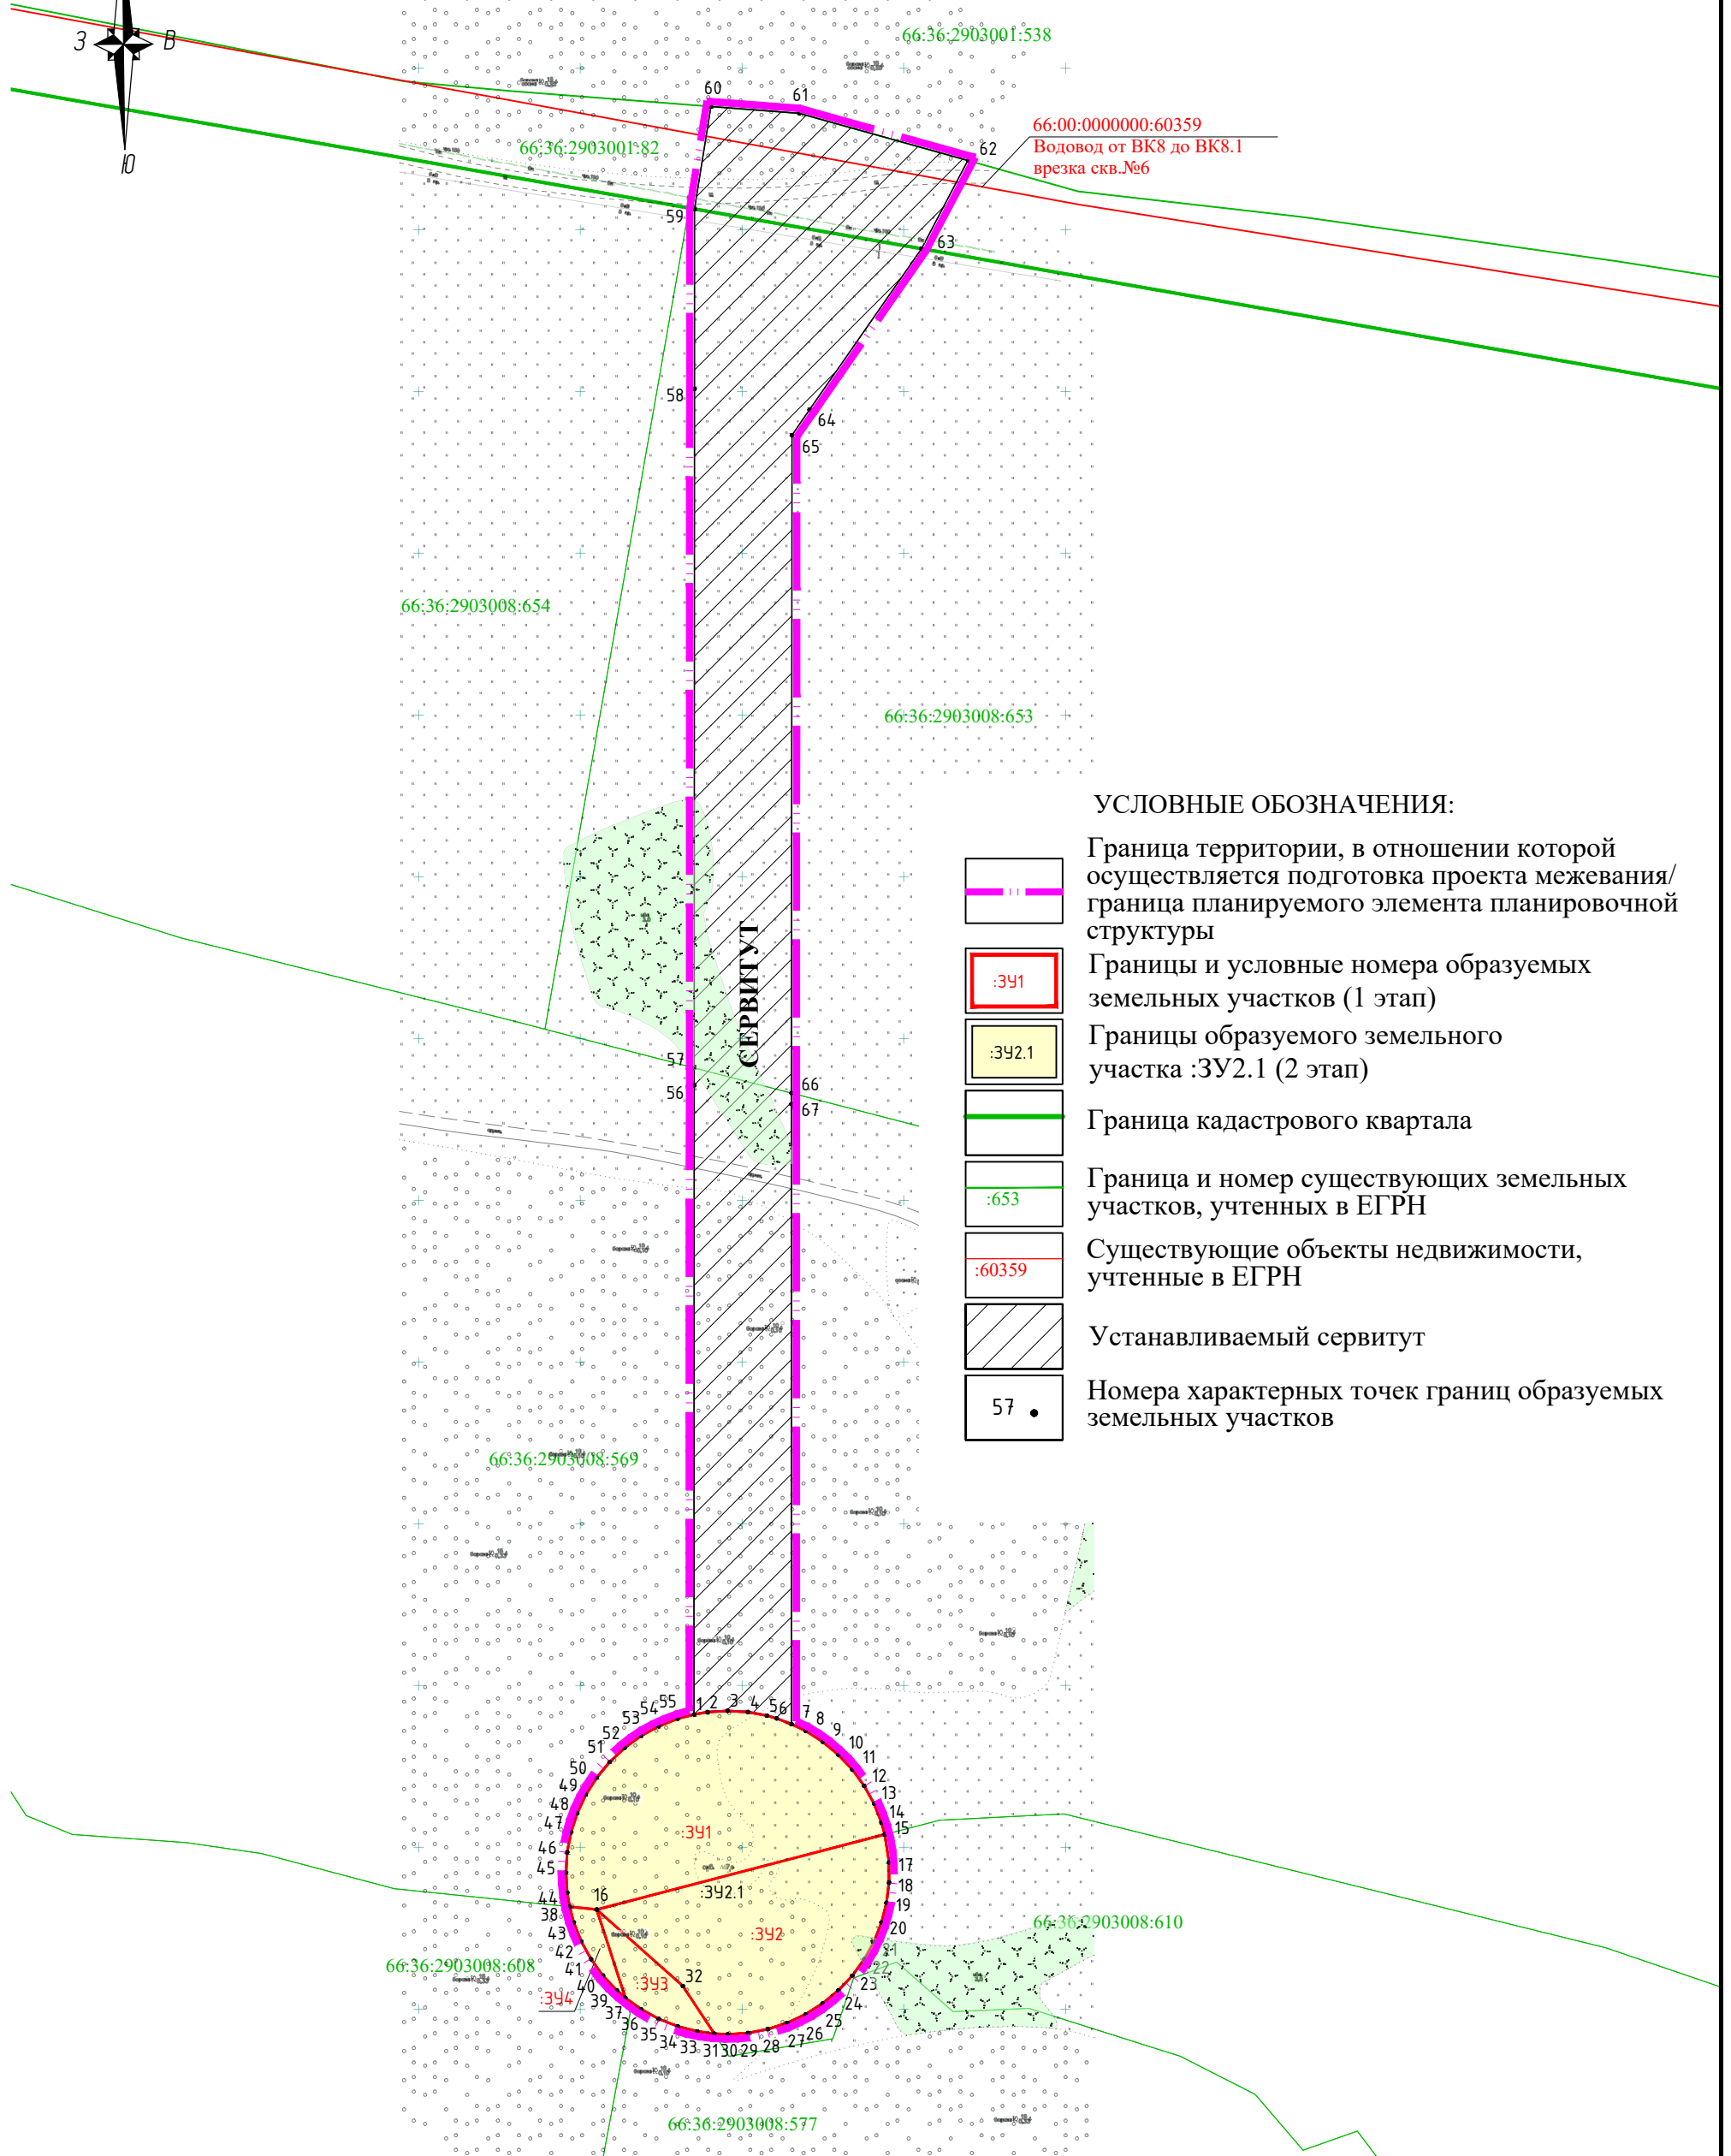 З
В
Ю
66:36:2903001:538
60
61
62
66:00:0000000:60359
Водовод от ВК8 до ВК8.1
врезка скв.№6
66:36:2903001:82
59
63
58
64
65
66:36:2903008:654
66:36:2903008:653
УСЛОВНЫЕ ОБОЗНАЧЕНИЯ:
Граница территории, в отношении которой
осуществляется подготовка проекта межевания/
граница планируемого элемента планировочной
структуры
:ЗУ1
Границы и условные номера образуемых
земельных участков (1 этап)
:ЗУ2.1
Границы образуемого земельного
участка :ЗУ2.1 (2 этап)
Граница кадастрового квартала
:653
Граница и номер существующих земельных
участков, учтенных в ЕГРН
:60359
Существующие объекты недвижимости,
учтенные в ЕГРН
Устанавливаемый сервитут
57
Номера характерных точек границ образуемых
земельных участков
СЕРВИТУТ
57
56
66
67
66:36:2903008:569
1
2
3
4
5
6
7
8
9
10
11
12
13
14
15
17
18
19
20
21
22
23
24
25
26
27
28
29
30
31
33
34
35
36
37
39
40
41
42
43
38
44
45
46
47
48
49
50
51
52
53
54
55
:ЗУ1
16
:ЗУ2.1
:ЗУ2
32
:ЗУ3
:ЗУ4
66:36:2903008:610
66:36:2903008:608
66:36:2903008:577